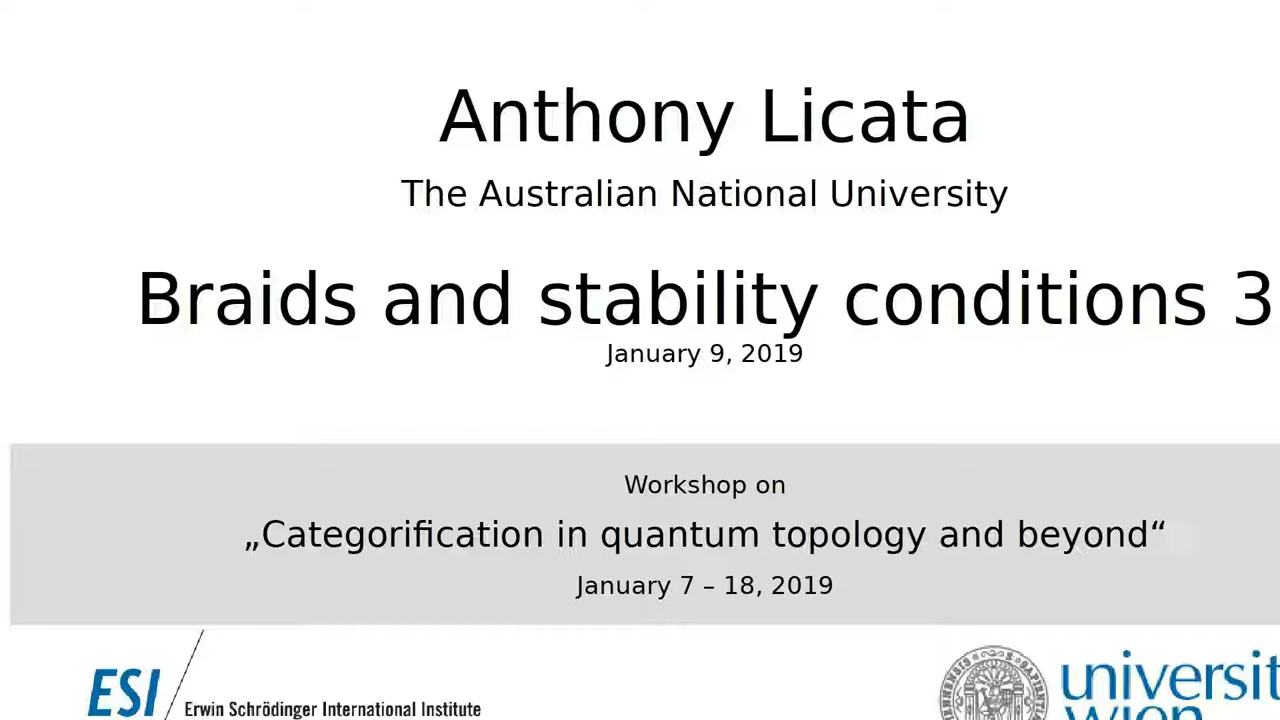 Anthony Licata
The Australian National University
Braids and stability conditions 3
January 9, 2019
Workshop on
„Categorification in quantum topology and beyond“
January 7 – 18, 2019
ESI
Erwin Schrödinger International Institute
universit
wien